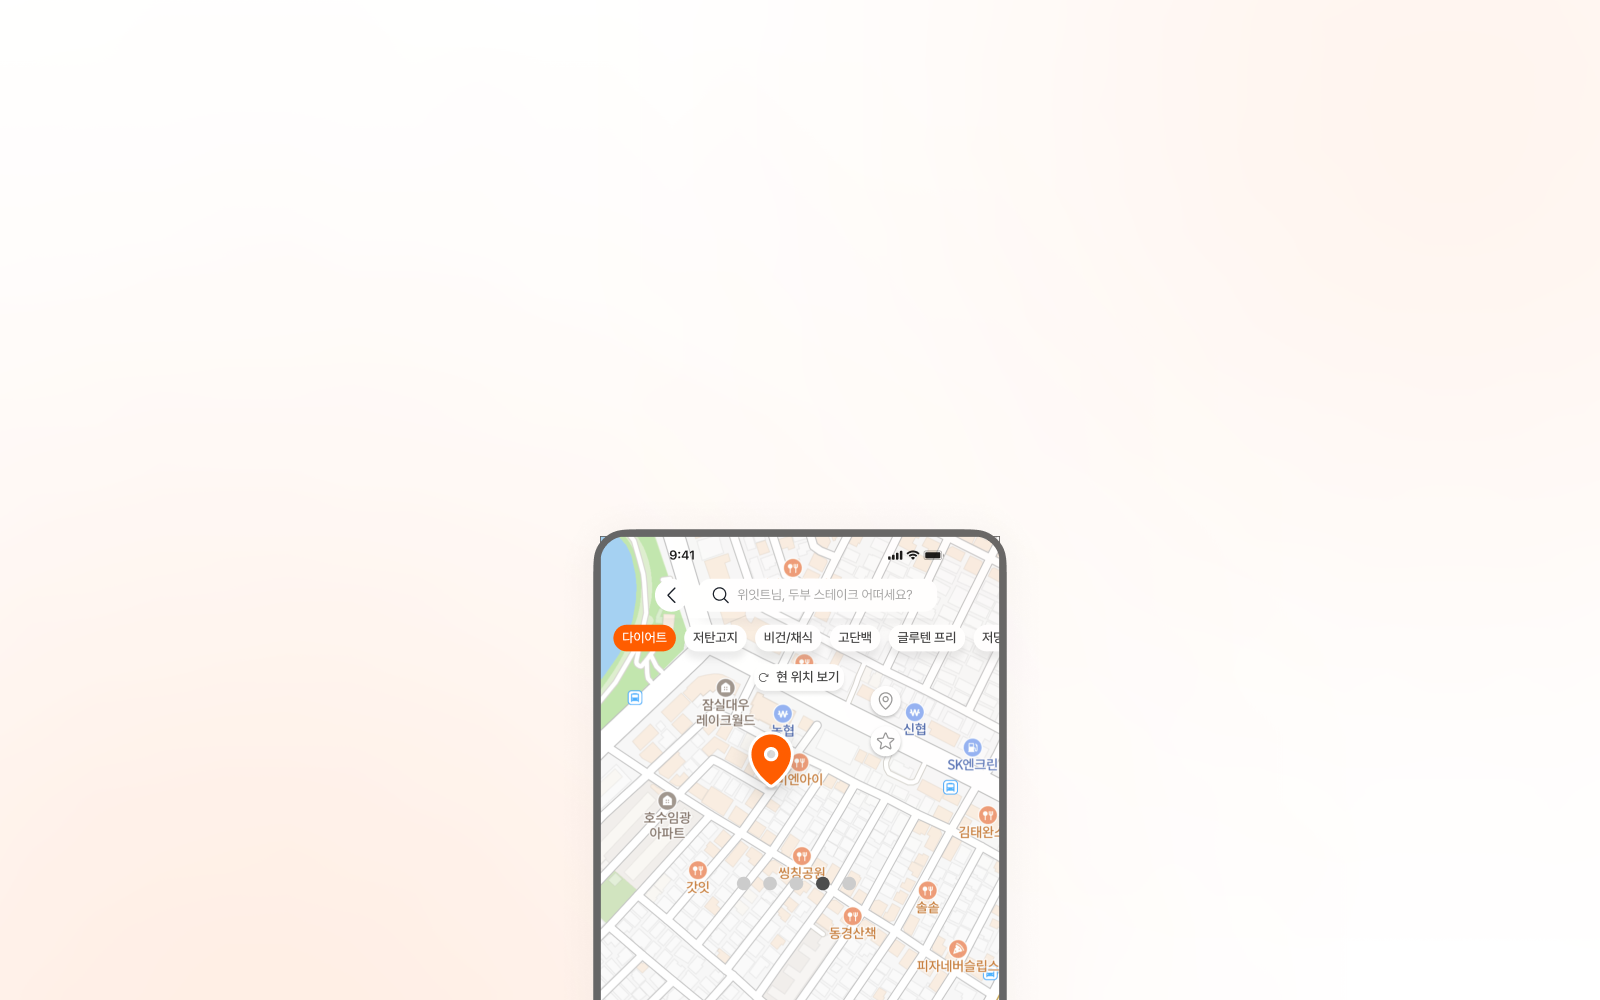 9:41
위잇트님, 두부 스테이크 어떠세요?
다이어트
저탄고지
비건/채식
고단백
글루텐 프리
현 위치 보기
잠실대우
레이크월드
농협
신협
SK엔크린
엔아이
호수임광
아파트
김태완스
씽칭공원
갓잇
솔솥
동경산책
피자네버슬립스